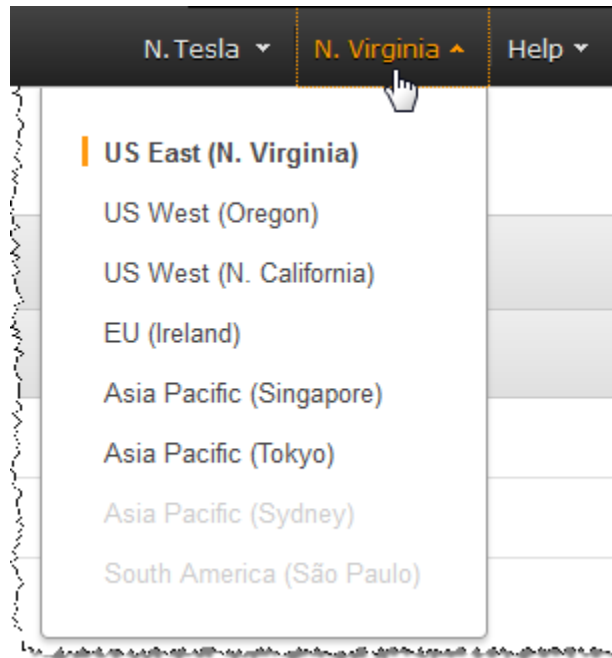 N. Tesla N. Virginia Help
US East (N. Virginia)
US West (Oregon)
US West (N. California)
EU (Ireland)
Asia Pacific (Singapore)
Asia Pacific (Tokyo)
Asia Pacific (Sydney)
South America (São Paulo)